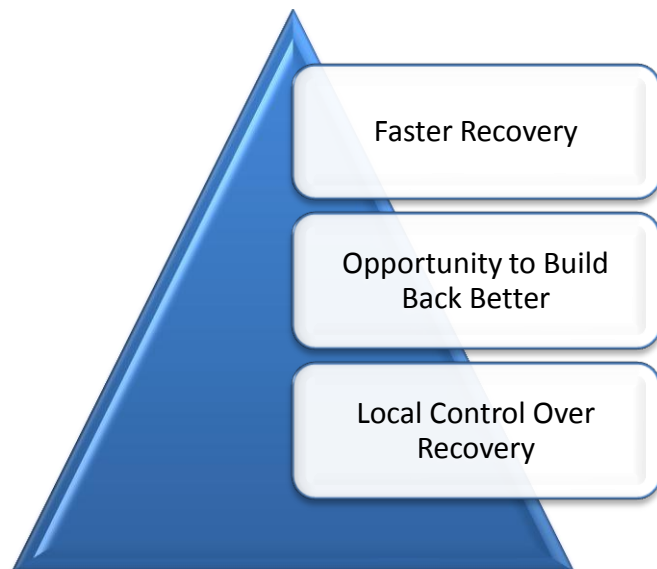 Faster Recovery
Opportunity to Build
Back Better
Local Control Over
Recovery